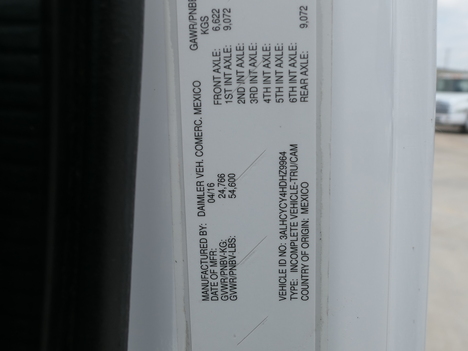 MANUFACTURED BY: DAIMLER VEH. COMERC. MEXICO
DATE OF MFR: 04/16
GVWR/PNBV-KG: 24,766
GVWR/PNBV-LBS: 54,600
GAWR/PNBE
KGS
FRONT AXLE: 6,622
1ST INT AXLE: 9,072
2ND INT AXLE:
3RD INT AXLE:
4TH INT AXLE:
5TH INT AXLE:
6TH INT AXLE:
REAR AXLE: 9,072
VEHICLE ID NO: 3ALHCYCY4HDHZ9964
TYPE: INCOMPLETE VEHICLE-TRU/CAM
COUNTRY OF ORIGIN: MEXICO